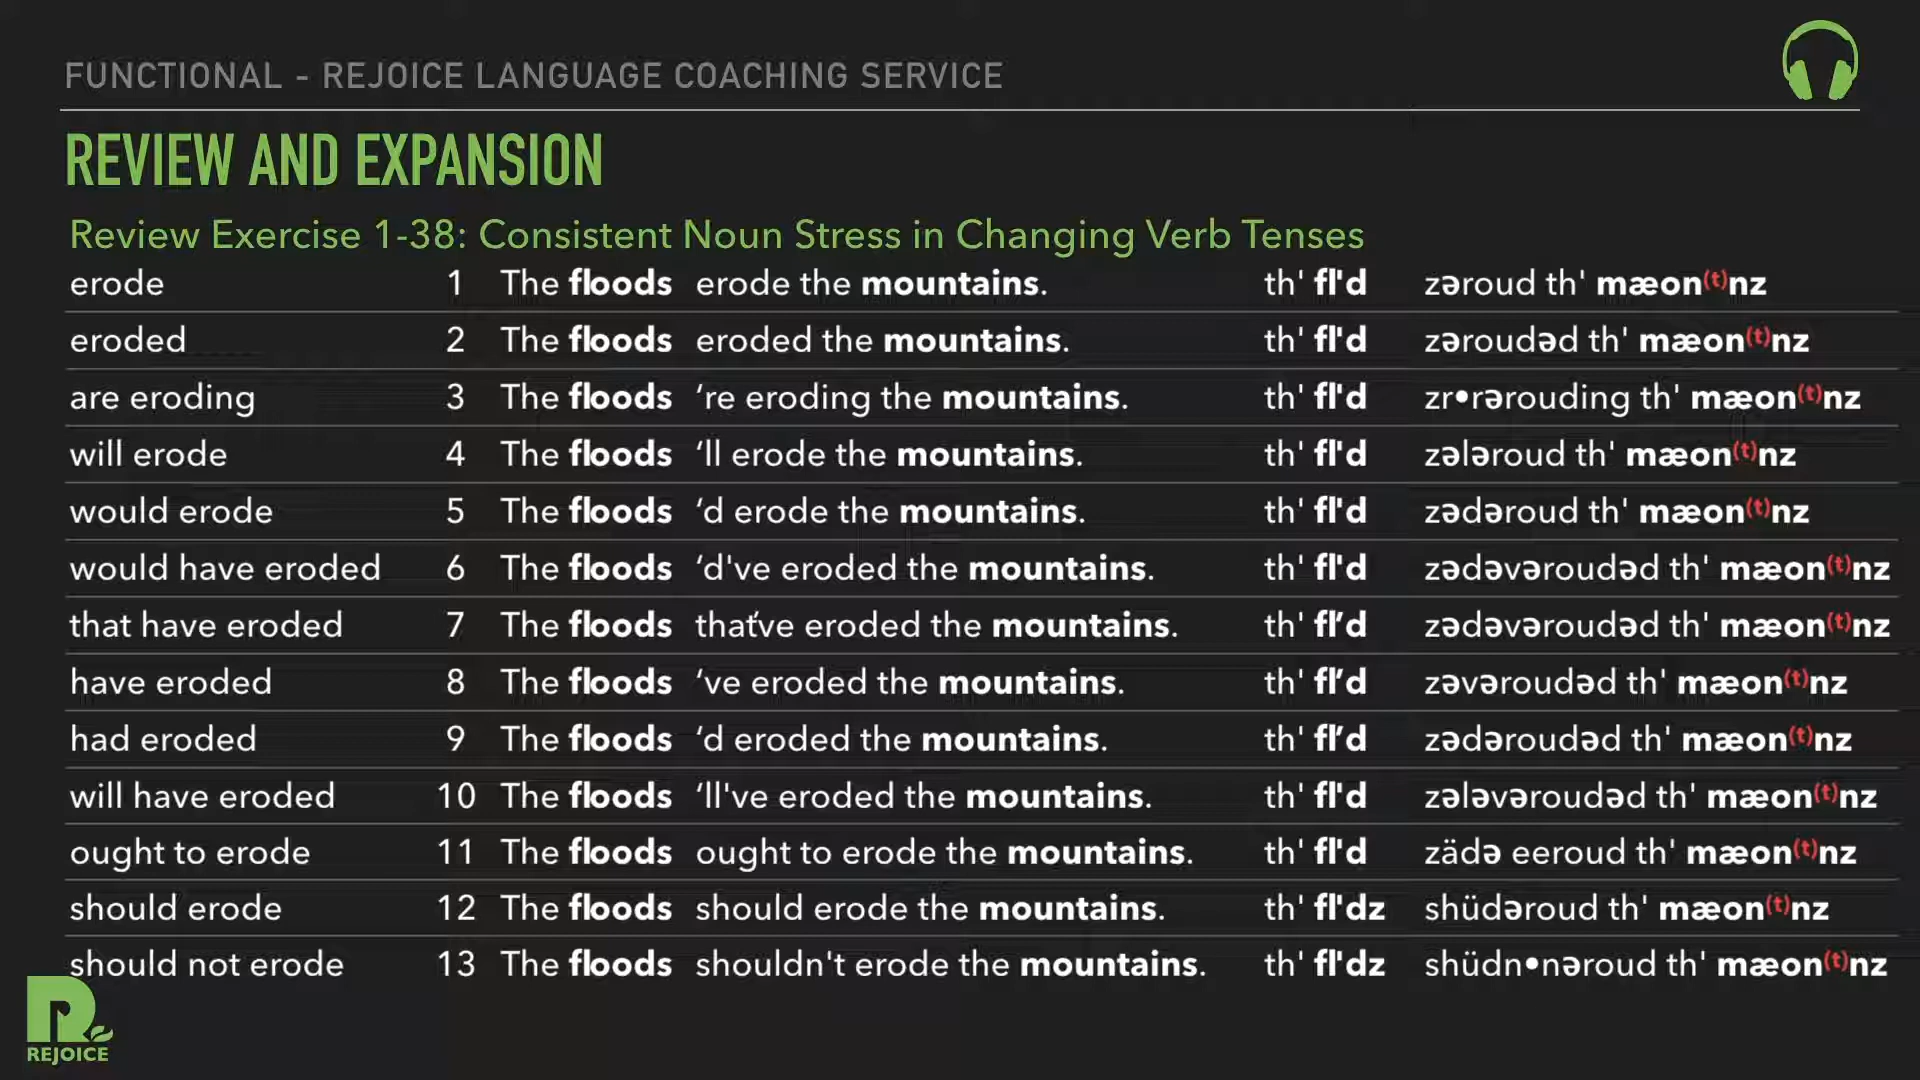 FUNCTIONAL - REJOICE LANGUAGE COACHING SERVICE
REVIEW AND EXPANSION
Review Exercise 1-38: Consistent Noun Stress in Changing Verb Tenses
erode 1 The floods erode the mountains. th' fl'd zəroud th' mæon(t)nz
eroded 2 The floods eroded the mountains. th' fl'd zəroudəd th' mæon(t)nz
are eroding 3 The floods ‘re eroding the mountains. th' fl'd zr•rərouding th' mæon(t)nz
will erode 4 The floods ‘ll erode the mountains. th' fl'd zələroud th' mæon(t)nz
would erode 5 The floods ‘d erode the mountains. th' fl'd zədəroud th' mæon(t)nz
would have eroded 6 The floods ‘d've eroded the mountains. th' fl'd zədəvəroudəd th' mæon(t)nz
that have eroded 7 The floods that’ve eroded the mountains. th' fl’d zədəvəroudəd th' mæon(t)nz
have eroded 8 The floods ‘ve eroded the mountains. th' fl’d zəvəroudəd th' mæon(t)nz
had eroded 9 The floods ‘d eroded the mountains. th' fl’d zədəroudəd th' mæon(t)nz
will have eroded 10 The floods ‘ll've eroded the mountains. th' fl'd zələvəroudəd th' mæon(t)nz
ought to erode 11 The floods ought to erode the mountains. th' fl'd zädə eeroud th' mæon(t)nz
should erode 12 The floods should erode the mountains. th' fl'dz shüdəroud th' mæon(t)nz
should not erode 13 The floods shouldn't erode the mountains. th' fl'dz shüdn•nəroud th' mæon(t)nz
REJOICE